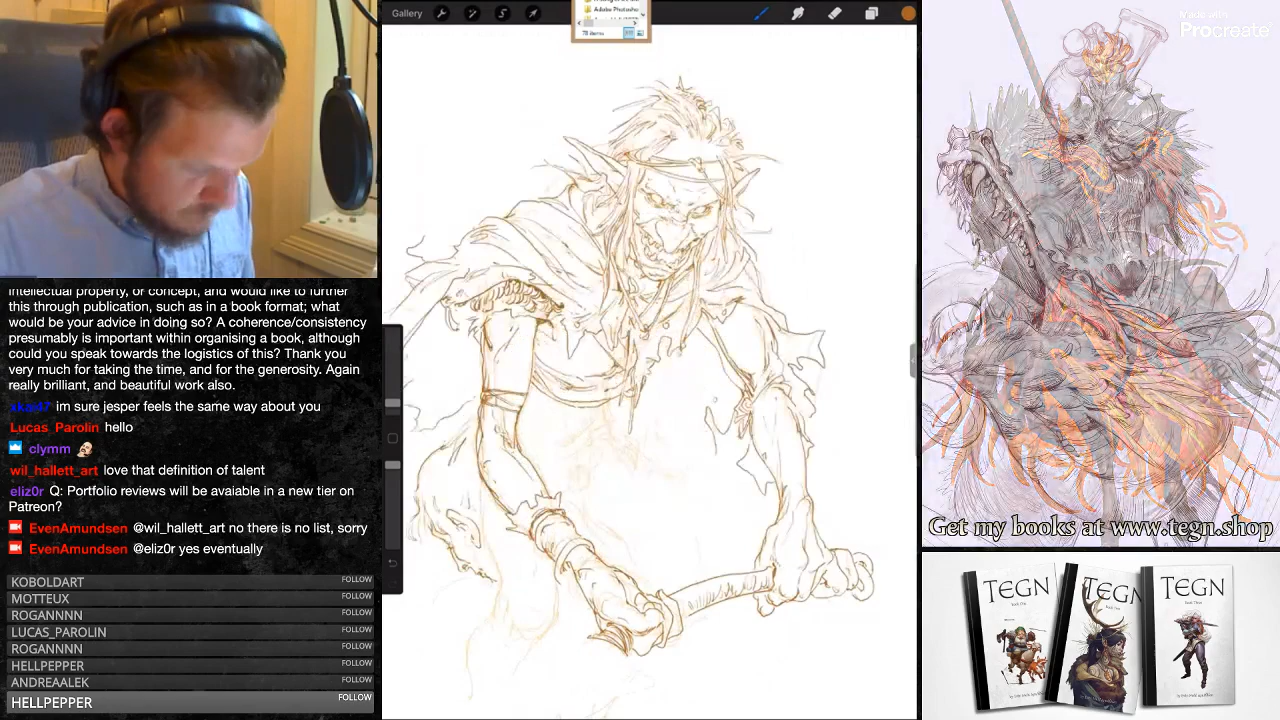 Gallery
Adobe Photosho
78 items
Made with
Procreate
intellectual property, or concept, and would like to further
this through publication, such as in a book format; what
would be your advice in doing so? A coherence/consistency
presumably is important within organising a book, although
could you speak towards the logistics of this? Thank you
very much for taking the time, and for the generosity. Again
really brilliant, and beautiful work also.
im sure jesper feels the same way about you
Lucas_Parolin hello
clymm
wil_hallett_art love that definition of talent
eliz0r Q: Portfolio reviews will be avaiable in a new tier on
Patreon?
EvenAmundsen @wil_hallett_art no there is no list, sorry
EvenAmundsen @eliz0r yes eventually
KOBOLDART FOLLOW
MOTTEUX FOLLOW
ROGANNNN FOLLOW
LUCAS_PAROLIN FOLLOW
ROGANNNN FOLLOW
HELLPEPPER FOLLOW
ANDREAALEK FOLLOW
HELLPEPPER FOLLOW
Get my books at www.tegn.shop
TEGN
TEGN
TEGN